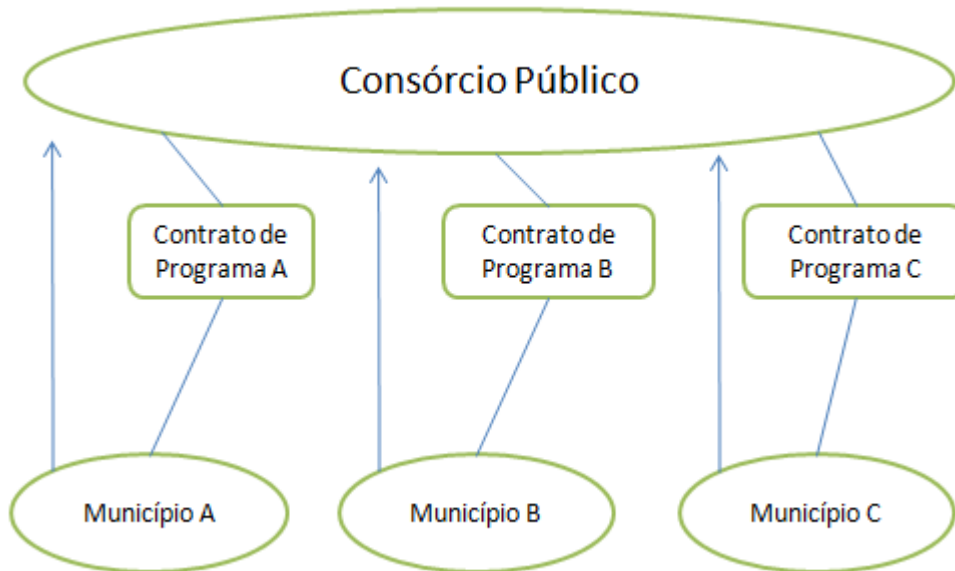 Consórcio Público
Contrato de
Programa A
Contrato de
Programa B
Contrato de
Programa C
Município A
Município B
Município C